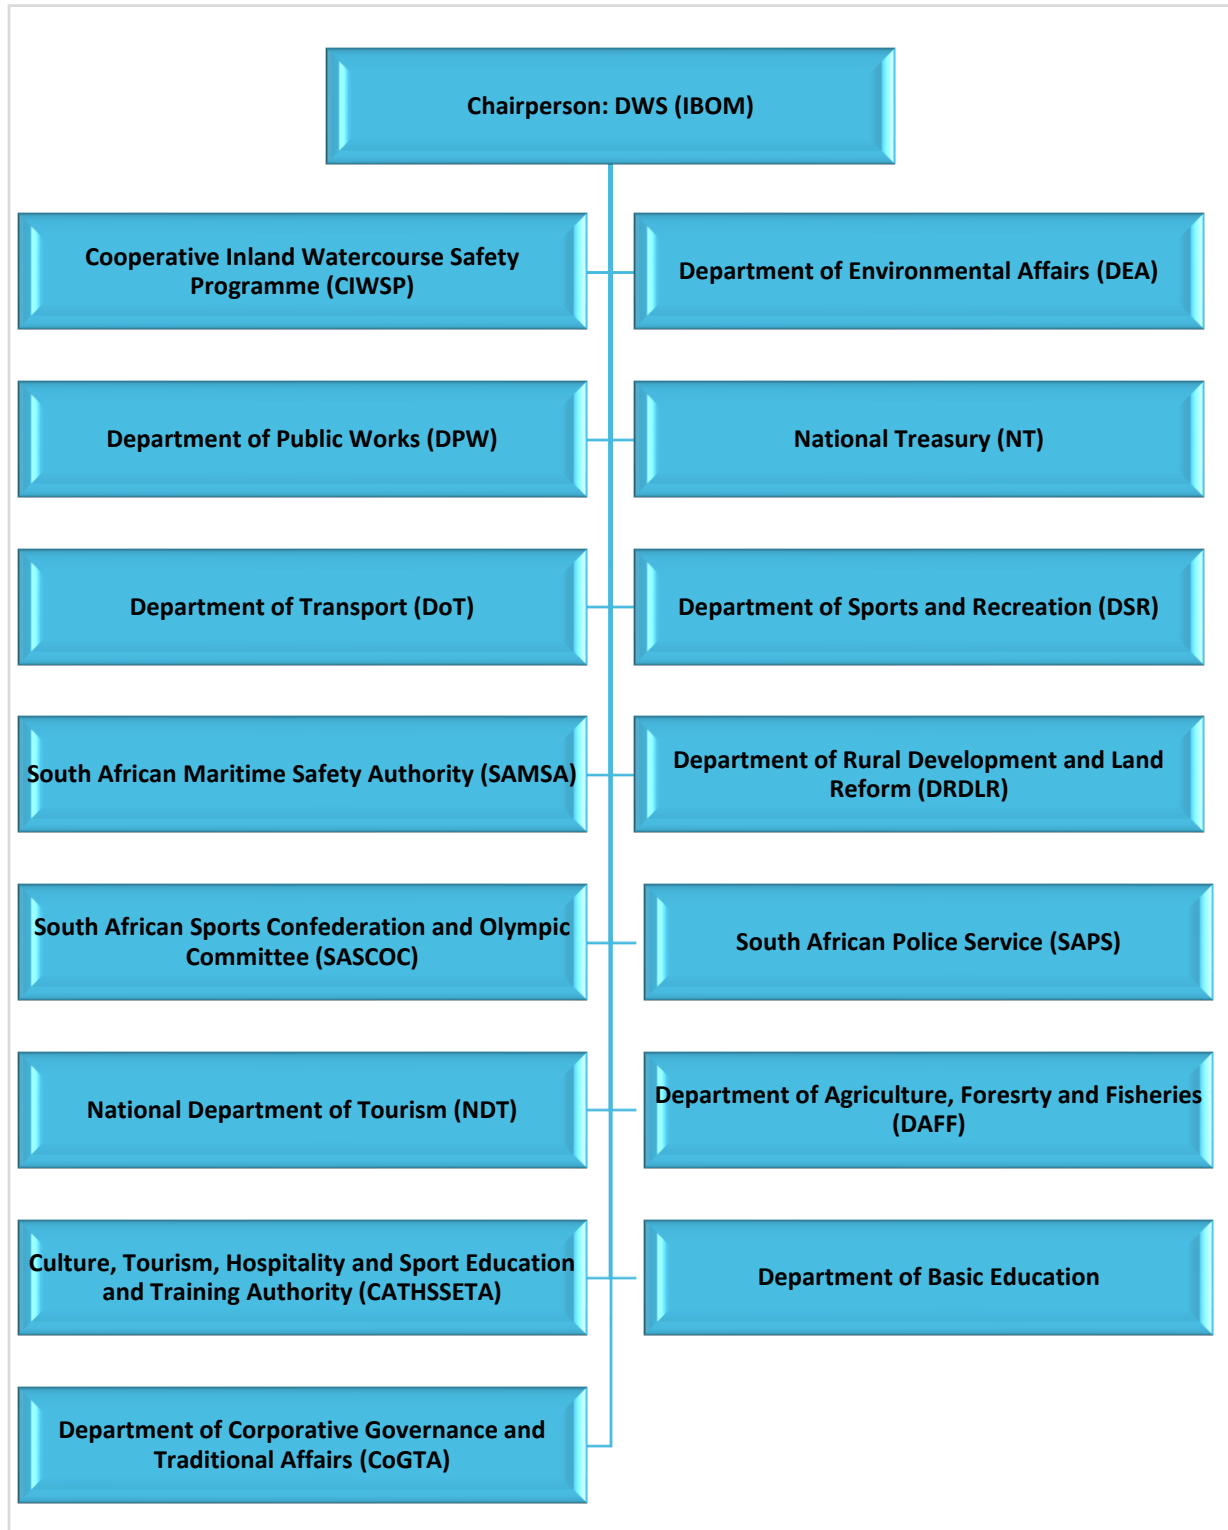 Chairperson: DWS (IBOM)
Cooperative Inland Watercourse Safety
Programme (CIWSP)
Department of Environmental Affairs (DEA)
Department of Public Works (DPW)
National Treasury (NT)
Department of Transport (DoT)
Department of Sports and Recreation (DSR)
South African Maritime Safety Authority (SAMSA)
Department of Rural Development and Land
Reform (DRDLR)
South African Sports Confederation and Olympic
Committee (SASCOC)
South African Police Service (SAPS)
National Department of Tourism (NDT)
Department of Agriculture, Foresrty and Fisheries
(DAFF)
Culture, Tourism, Hospitality and Sport Education
and Training Authority (CATHSSETA)
Department of Basic Education
Department of Corporative Governance and
Traditional Affairs (CoGTA)